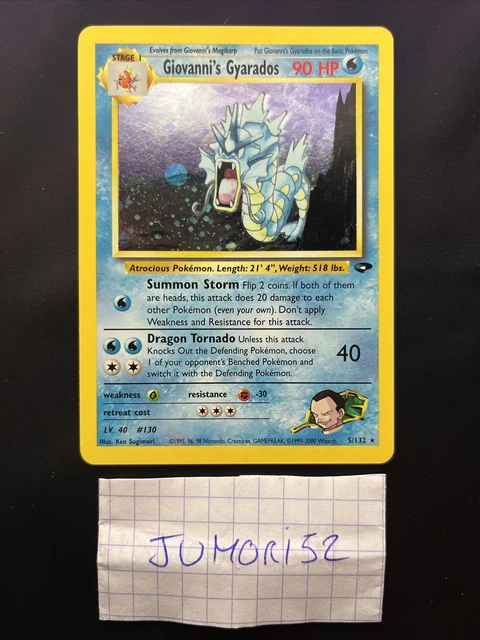 Evolves from Giovanni's Magikarp Put Giovanni's Gyarados on the Basic Pokémon
STAGE 1
Giovanni's Gyarados 90 HP
Atrocious Pokémon. Length: 21' 4", Weight: 518 lbs.
Summon Storm Flip 2 coins. If both of them
are heads, this attack does 20 damage to each
other Pokémon (even your own). Don't apply
Weakness and Resistance for this attack.
Dragon Tornado Unless this attack
Knocks Out the Defending Pokémon, choose
1 of your opponent's Benched Pokémon and
switch it with the Defending Pokémon.
40
weakness resistance -30
retreat cost
LV. 40 #130
Illus. Ken Sugimori ©1995, 96, 98 Nintendo, Creatures, GAMEFREAK. ©1999-2000 Wizards. 5/132
JUMORI52